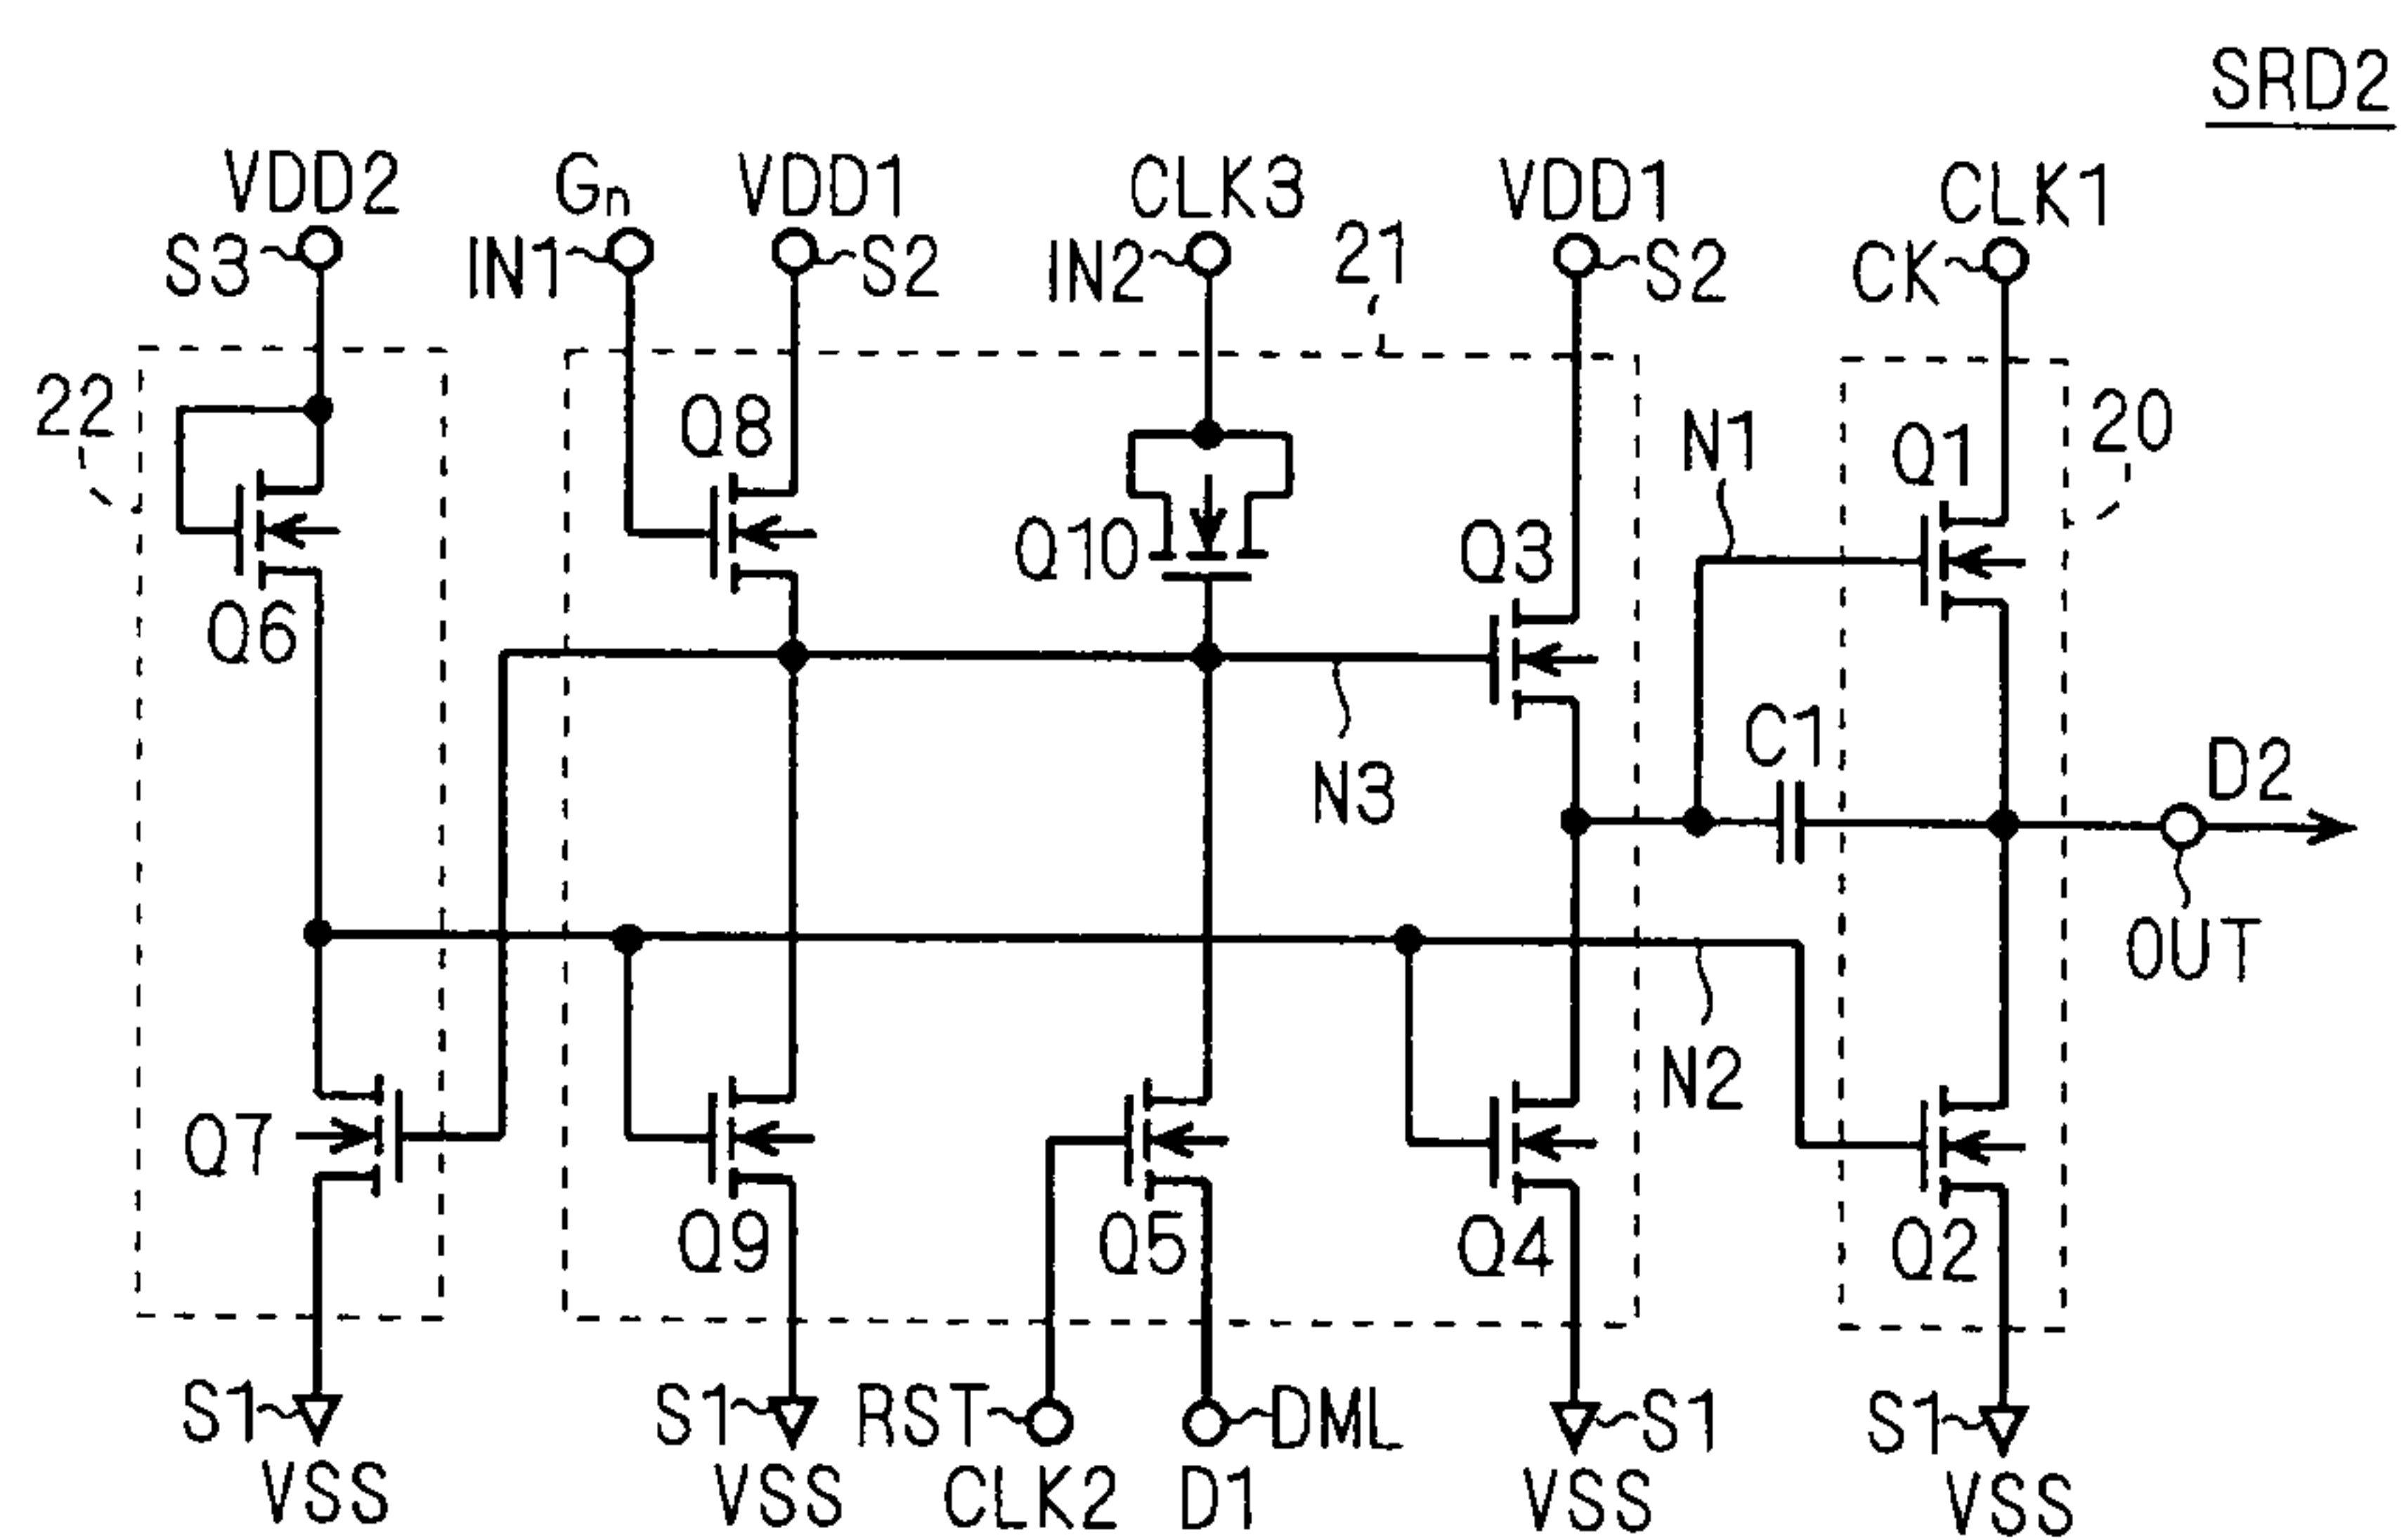 SRD2
VDD2 Gn VDD1 CLK3 VDD1 CLK1
S3 IN1 S2 IN2 21 S2 CK
22 Q8 N1 Q1 20
Q10 Q3
Q6
C1 D2
N3
OUT
N2
Q7
Q9 Q5 Q4 Q2
S1 S1 RST DML S1 S1
VSS VSS CLK2 D1 VSS VSS